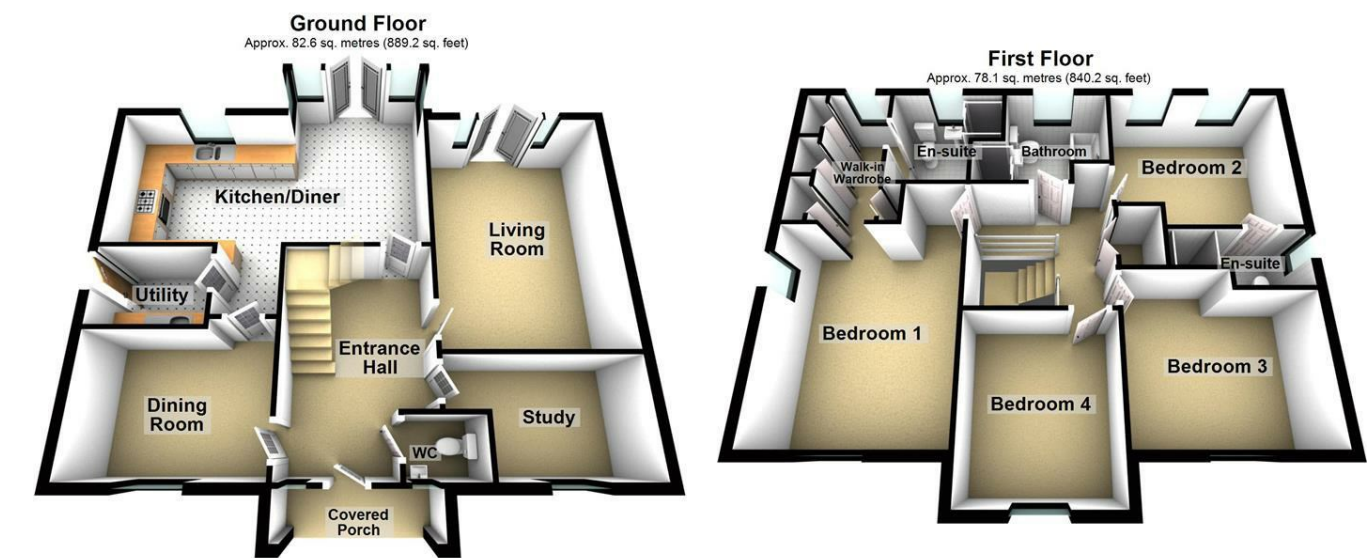 Ground Floor
Approx. 82.6 sq. metres (889.2 sq. feet)
Kitchen/Diner
Living
Room
Utility
Entrance
Hall
Dining
Room
Study
WC
Covered
Porch
First Floor
Approx. 78.1 sq. metres (840.2 sq. feet)
En-suite
Bathroom
Walk-in
Wardrobe
Bedroom 2
En-suite
Bedroom 1
Bedroom 3
Bedroom 4